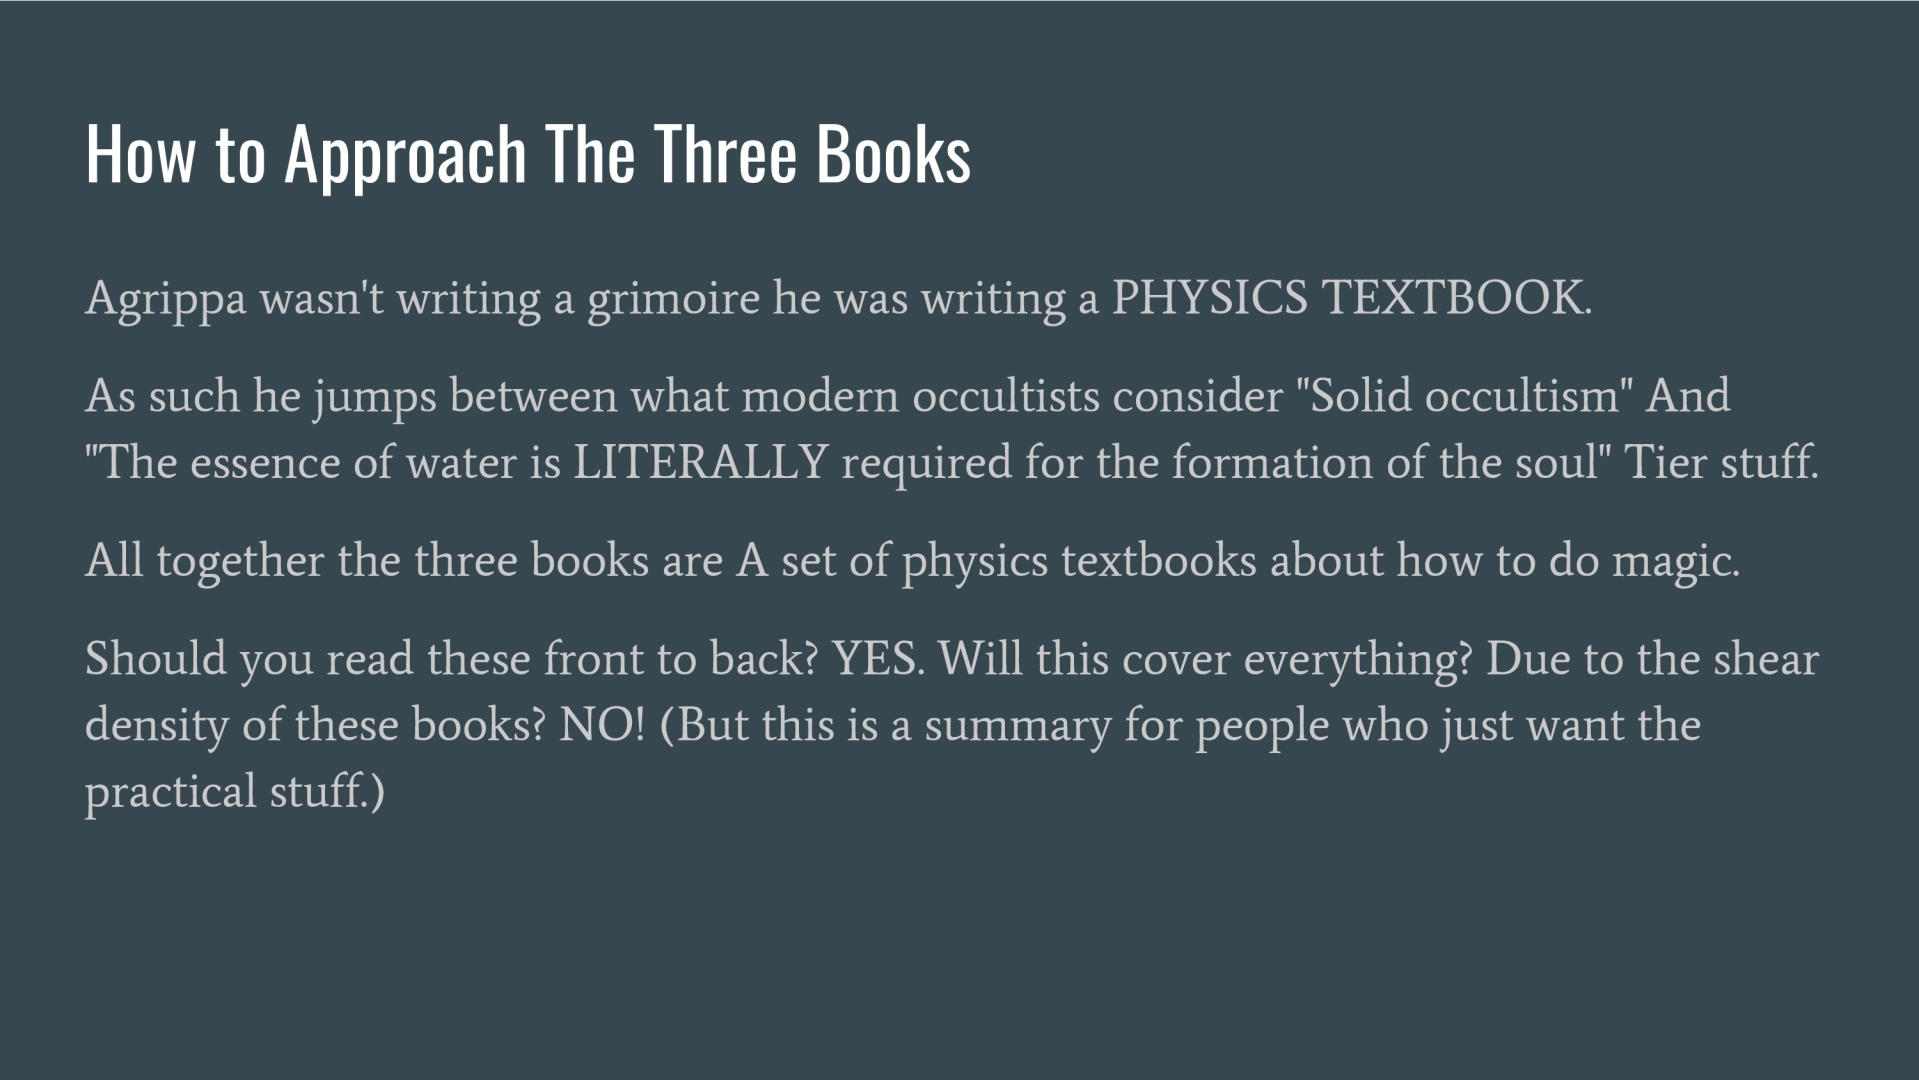 How to Approach The Three Books
Agrippa wasn't writing a grimoire he was writing a PHYSICS TEXTBOOK.
As such he jumps between what modern occultists consider "Solid occultism" And
"The essence of water is LITERALLY required for the formation of the soul" Tier stuff.
All together the three books are A set of physics textbooks about how to do magic.
Should you read these front to back? YES. Will this cover everything? Due to the shear
density of these books? NO! (But this is a summary for people who just want the
practical stuff.)